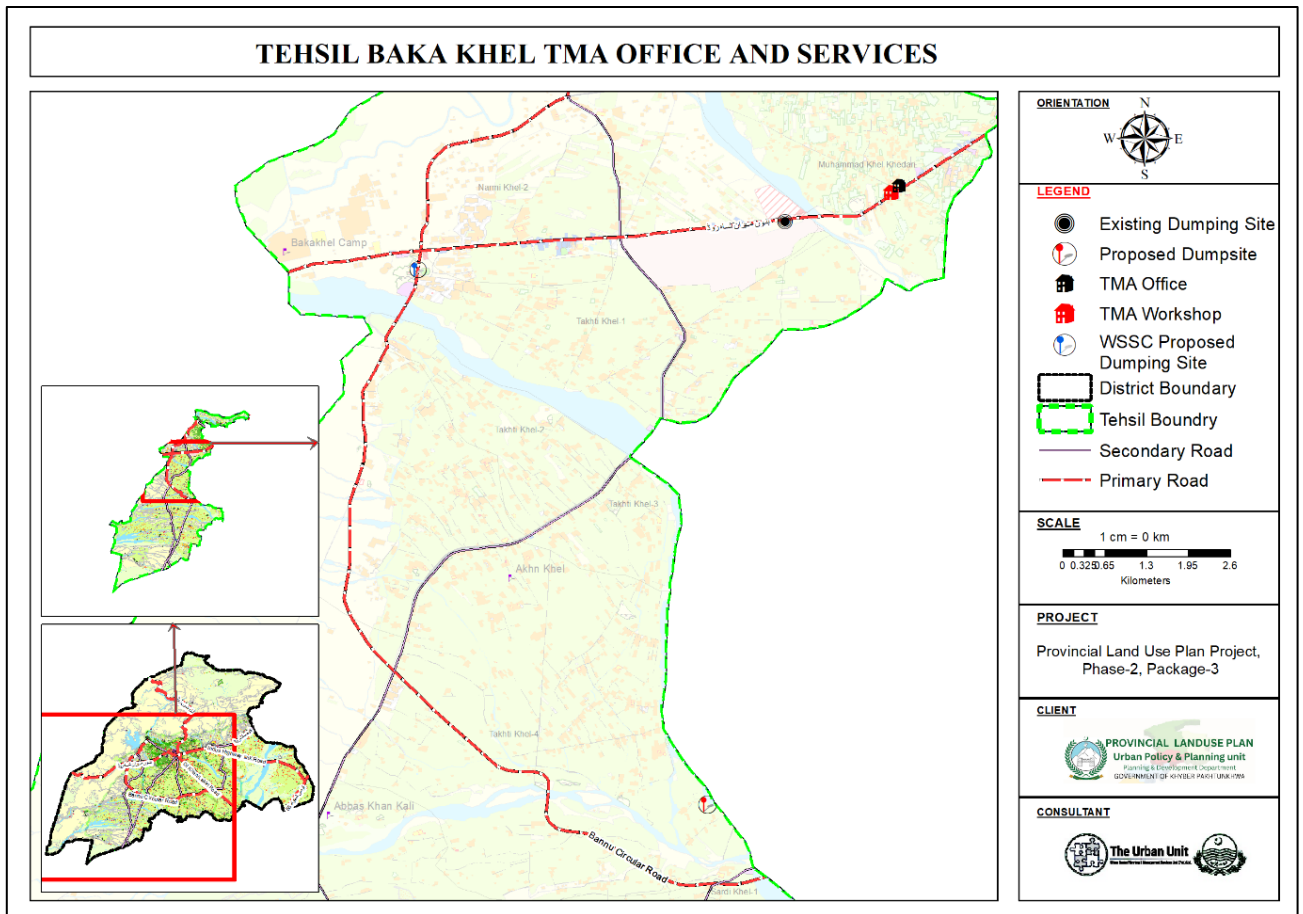 TEHSIL BAKA KHEL TMA OFFICE AND SERVICES
Muhammad Khel Khedari
Narmi Khel-2
Bakakhel Camp
Takhti Khel-1
Takhti Khel-2
Takhti Khel-3
Akhn Khel
Takhti Khel-4
Abbas Khan Kali
Bannu Circular Road
ORIENTATION
N
W
E
S
LEGEND
Existing Dumping Site
Proposed Dumpsite
TMA Office
TMA Workshop
WSSC Proposed
Dumping Site
District Boundary
Tehsil Boundry
Secondary Road
Primary Road
SCALE
1 cm = 0 km
0 0.325 0.65 1.3 1.95 2.6
Kilometers
PROJECT
Provincial Land Use Plan Project,
Phase-2, Package-3
CLIENT
PROVINCIAL LANDUSE PLAN
Urban Policy & Planning unit
Planning & Development Department
GOVERNMENT OF KHYBER PAKHTUNKHWA
CONSULTANT
The Urban Unit